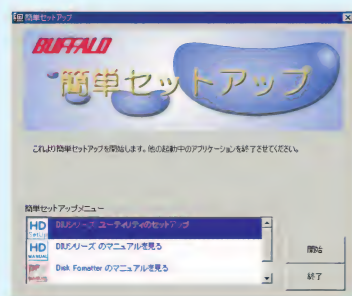 簡単セットアップ
BUFFALO
簡単セットアップ
これより簡単セットアップを開始します。他の起動中のアプリケーションを終了させてください。
簡単セットアップメニュー
HD
Setup
DIUシリーズ ユーティリティのセットアップ
HD
MANUAL
DIUシリーズ のマニュアルを見る
Disk Formatter のマニュアルを見る
開始
終了